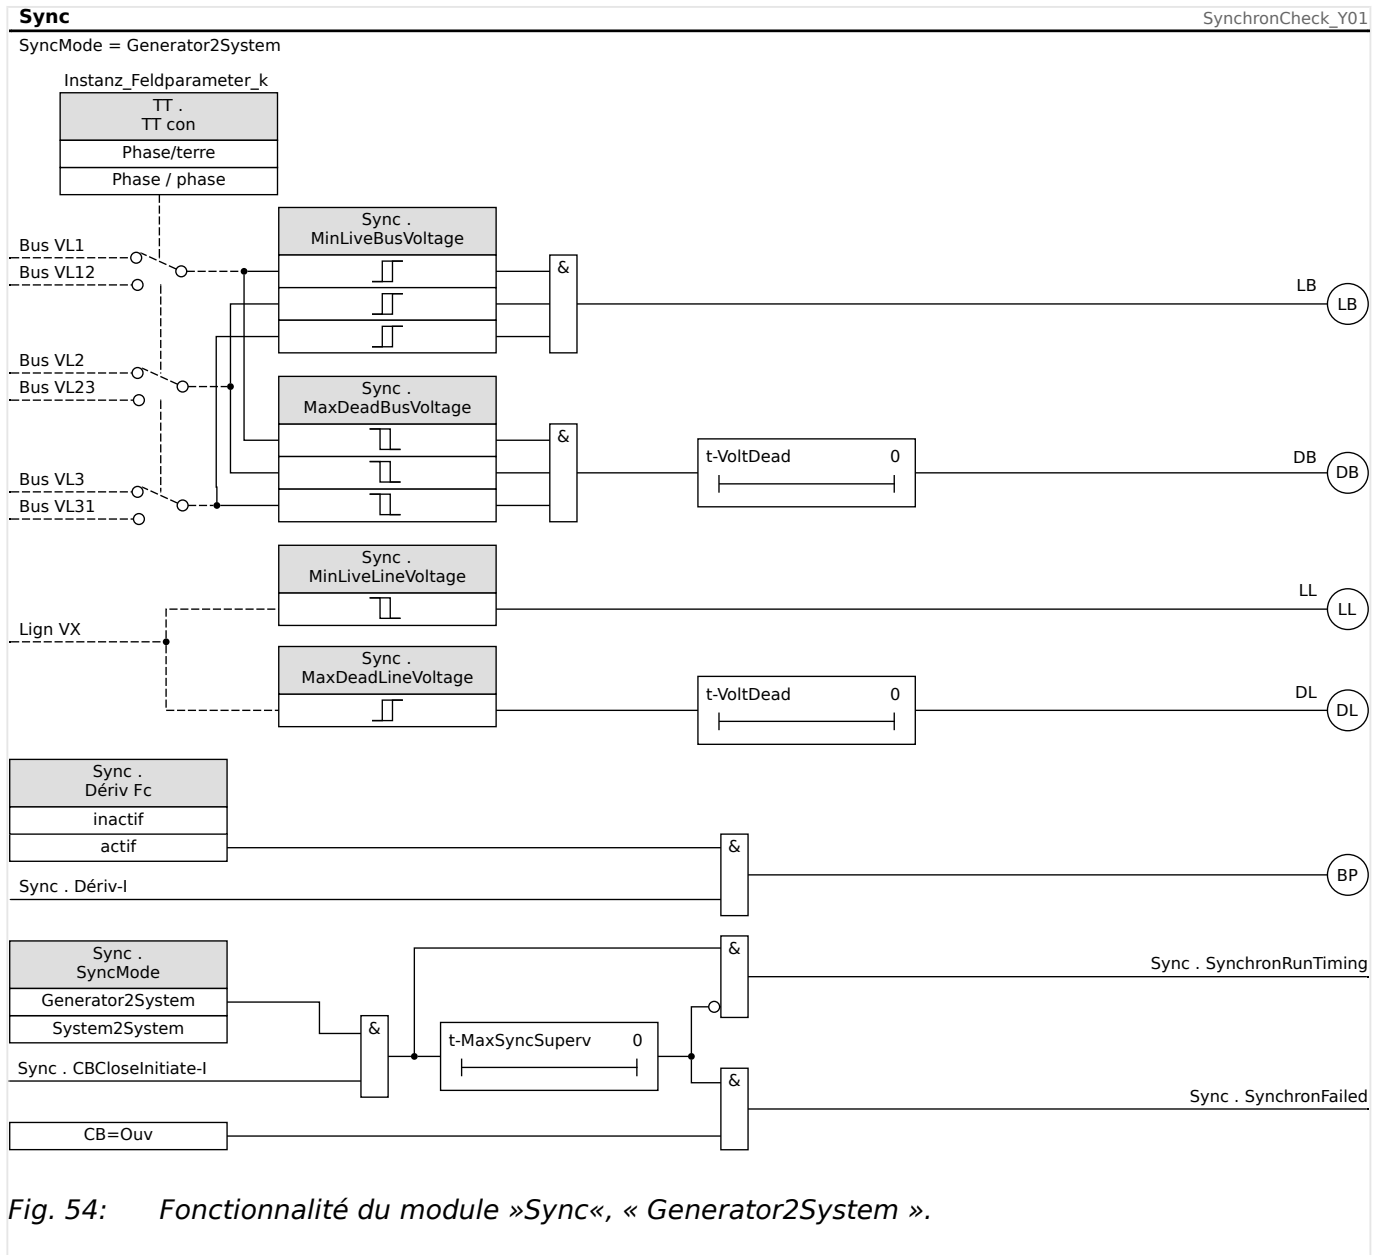 Sync
SynchronCheck_Y01
SyncMode = Generator2System
Instanz_Feldparameter_k
TT .
TT con
Phase/terre
Phase / phase
Sync .
MinLiveBusVoltage
Bus VL1
Bus VL12
&
LB
LB
Bus VL2
Bus VL23
Sync .
MaxDeadBusVoltage
&
t-VoltDead 0
DB
DB
Bus VL3
Bus VL31
Sync .
MinLiveLineVoltage
LL
LL
Lign VX
Sync .
MaxDeadLineVoltage
t-VoltDead 0
DL
DL
Sync .
Dériv Fc
inactif
actif
&
Sync . Dériv-I
BP
Sync .
SyncMode
Generator2System
System2System
&
&
Sync . SynchronRunTiming
t-MaxSyncSuperv 0
Sync . CBCloseInitiate-I
&
Sync . SynchronFailed
CB=Ouv
Fig. 54: Fonctionnalité du module »Sync«, « Generator2System ».